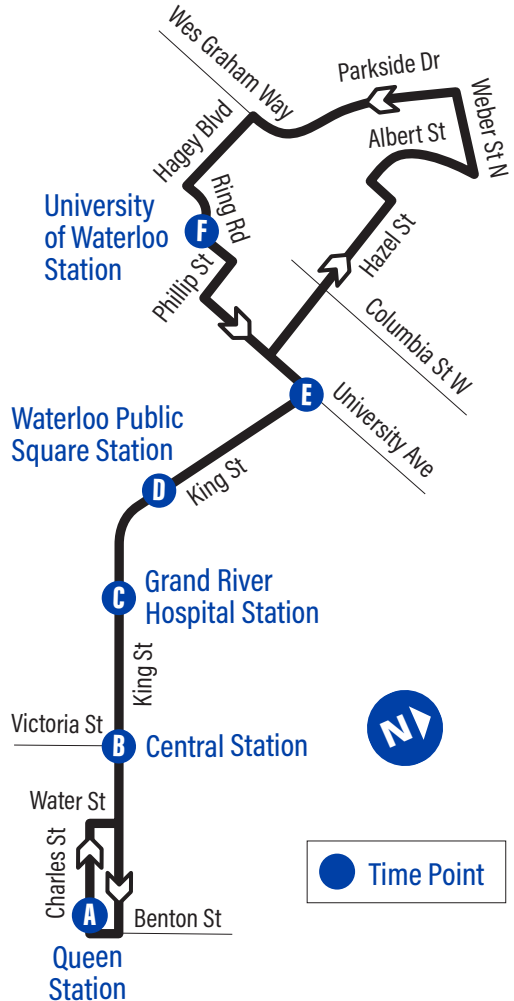 Wes Graham Way
Parkside Dr
Weber St N
Albert St
Hagey Blvd
Ring Rd
University
of Waterloo
Station
F
Hazel St
Phillip St
Columbia St W
E
University Ave
Waterloo Public
Square Station
D
King St
C
Grand River
Hospital Station
King St
Victoria St
B
Central Station
N
Water St
Charles St
A
Benton St
Time Point
Queen
Station